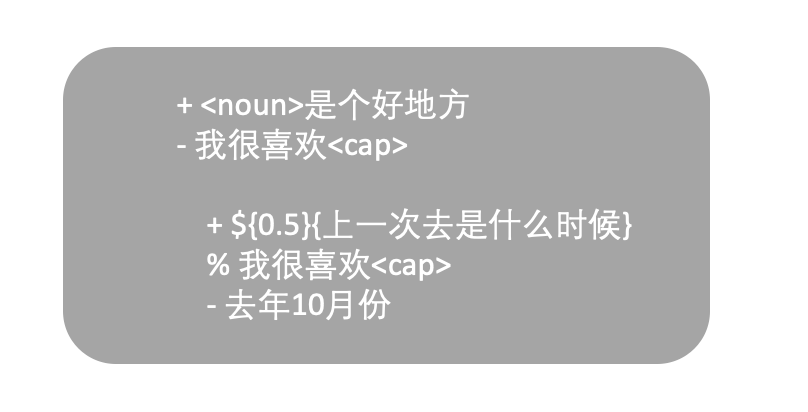 + <noun>是个好地方
- 我很喜欢<cap>
+ ${0.5}{上一次去是什么时候}
% 我很喜欢<cap>
- 去年10月份